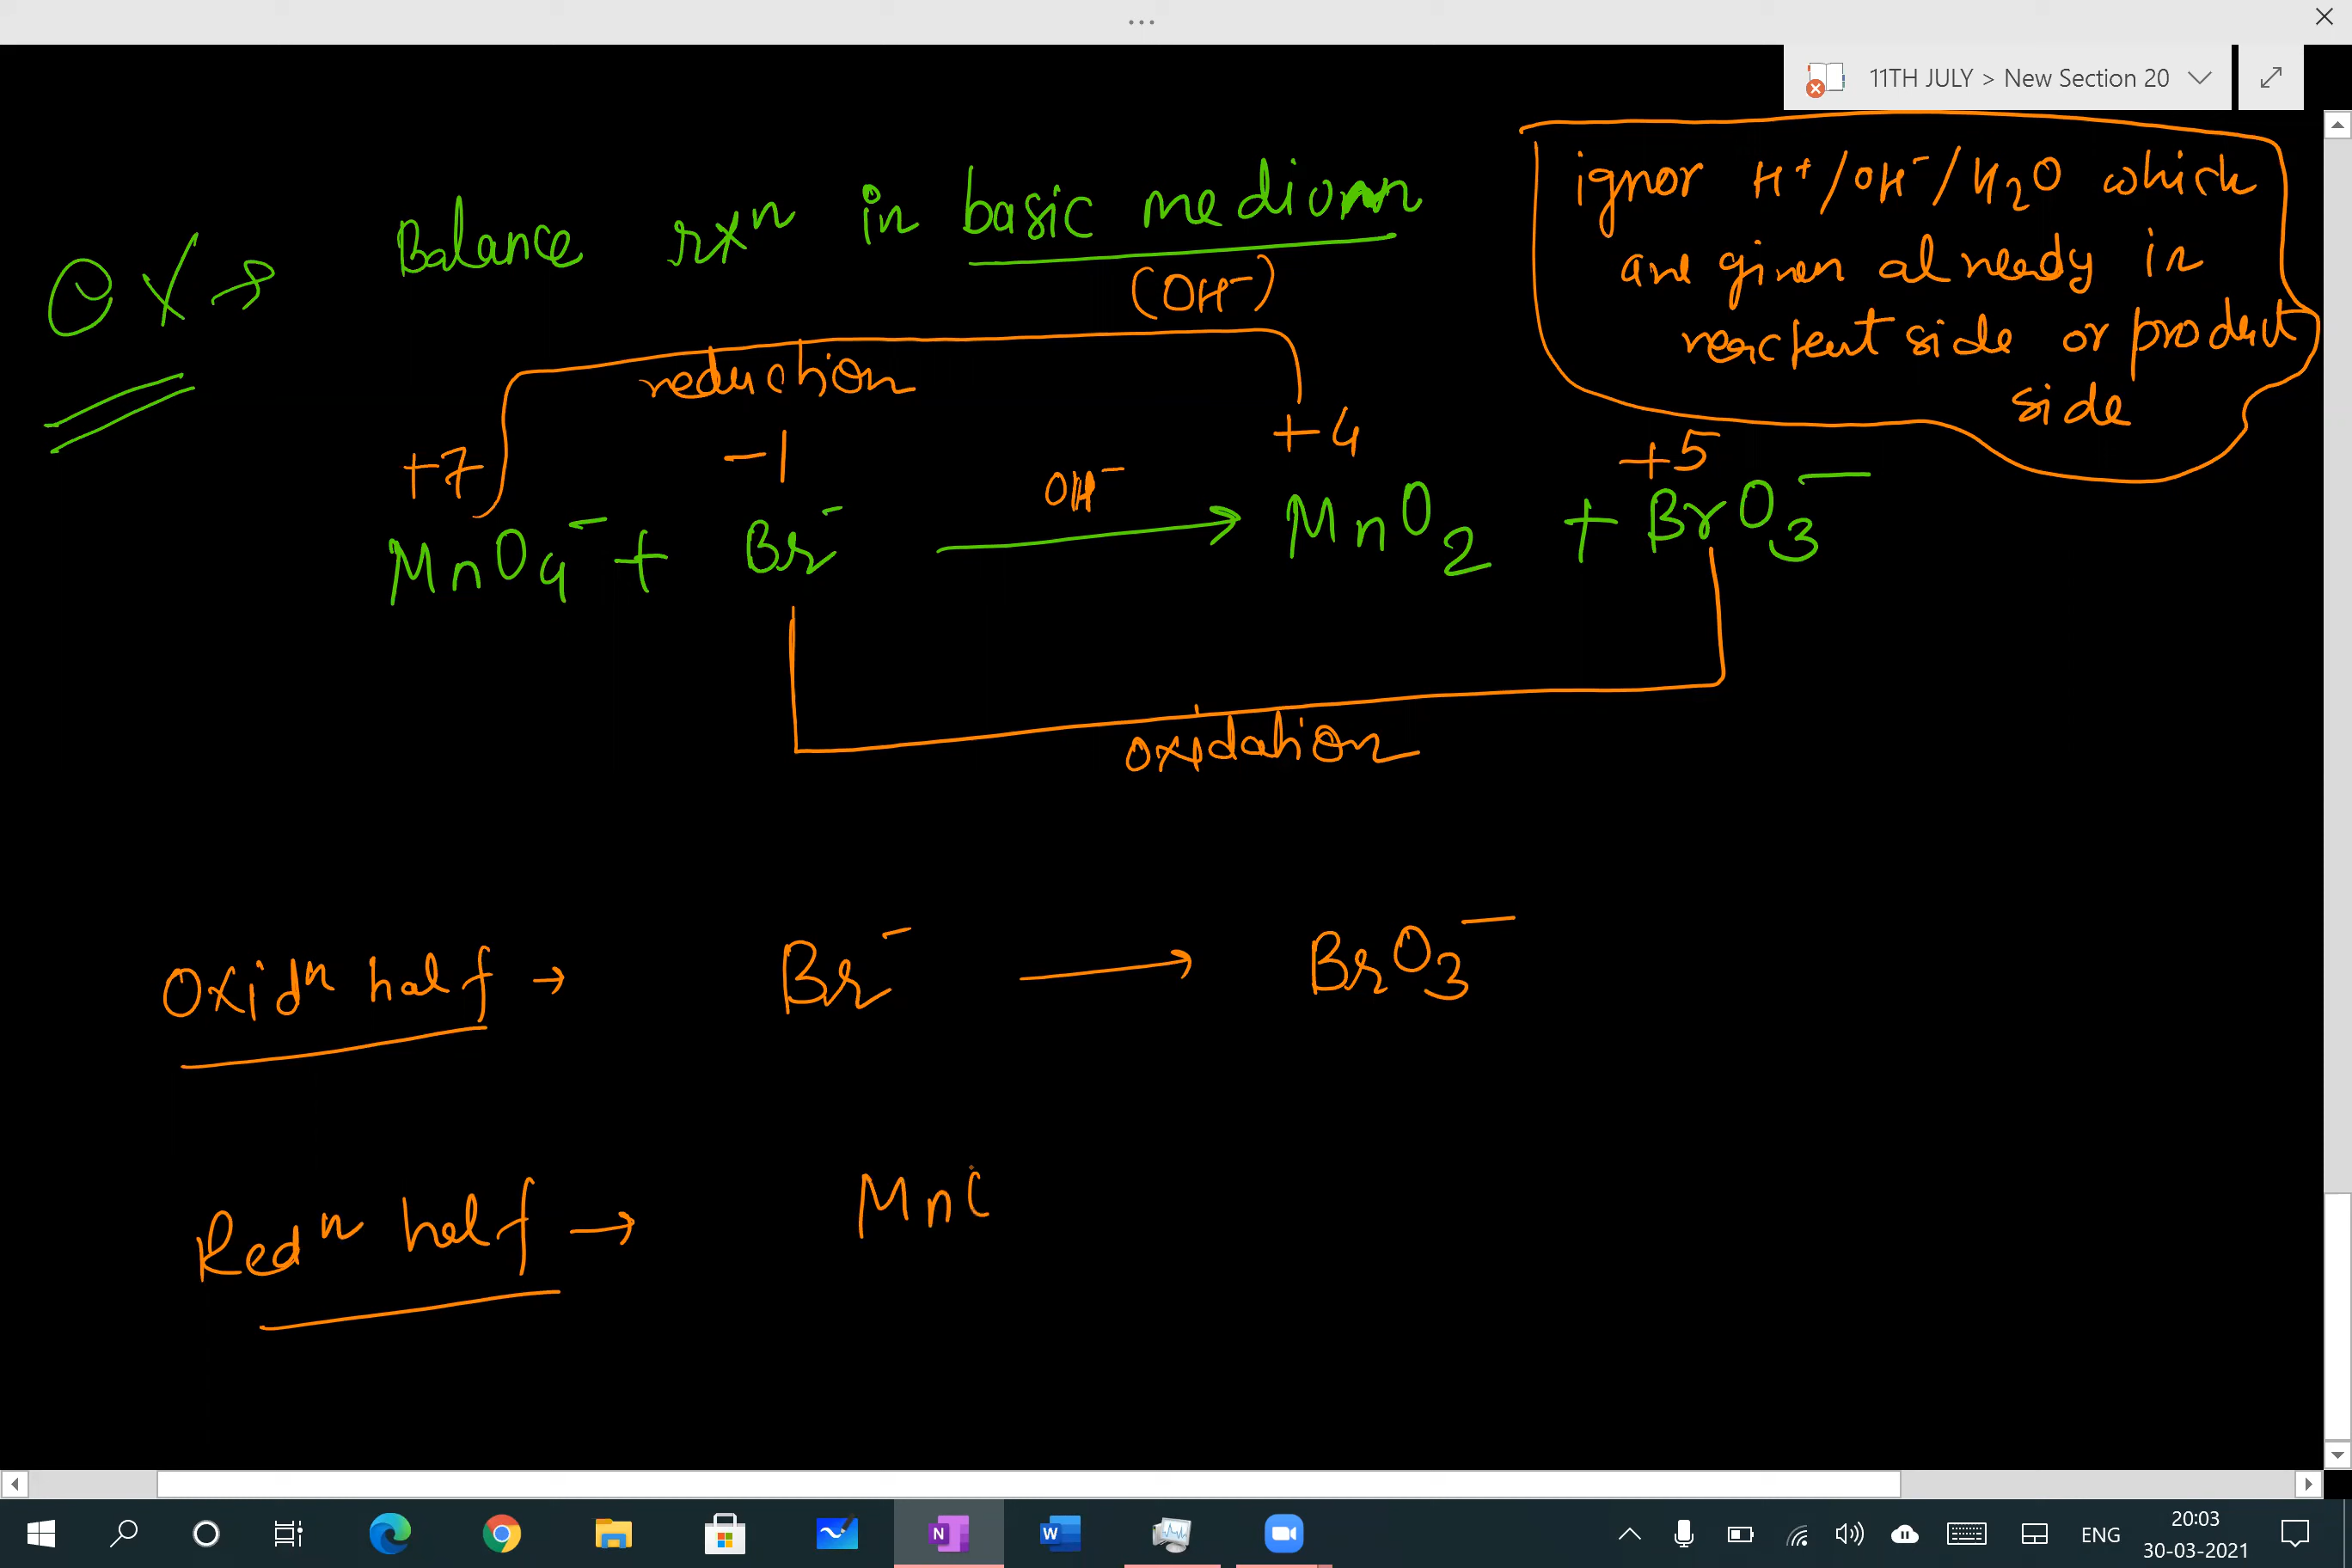 11TH JULY > New Section 20
ex→ Balance rxⁿ in basic medium
(OH⁻)
ignor H⁺/OH⁻/H₂O which
are given already in
reactent side or product
side
reduction
+7 -1 +4 +5
MnO₄⁻ + Br⁻ OH⁻ → MnO₂ + BrO₃⁻
oxidation
Oxidⁿ half → Br⁻ → BrO₃⁻
Redⁿ half → Mn
ENG
20:03
30-03-2021